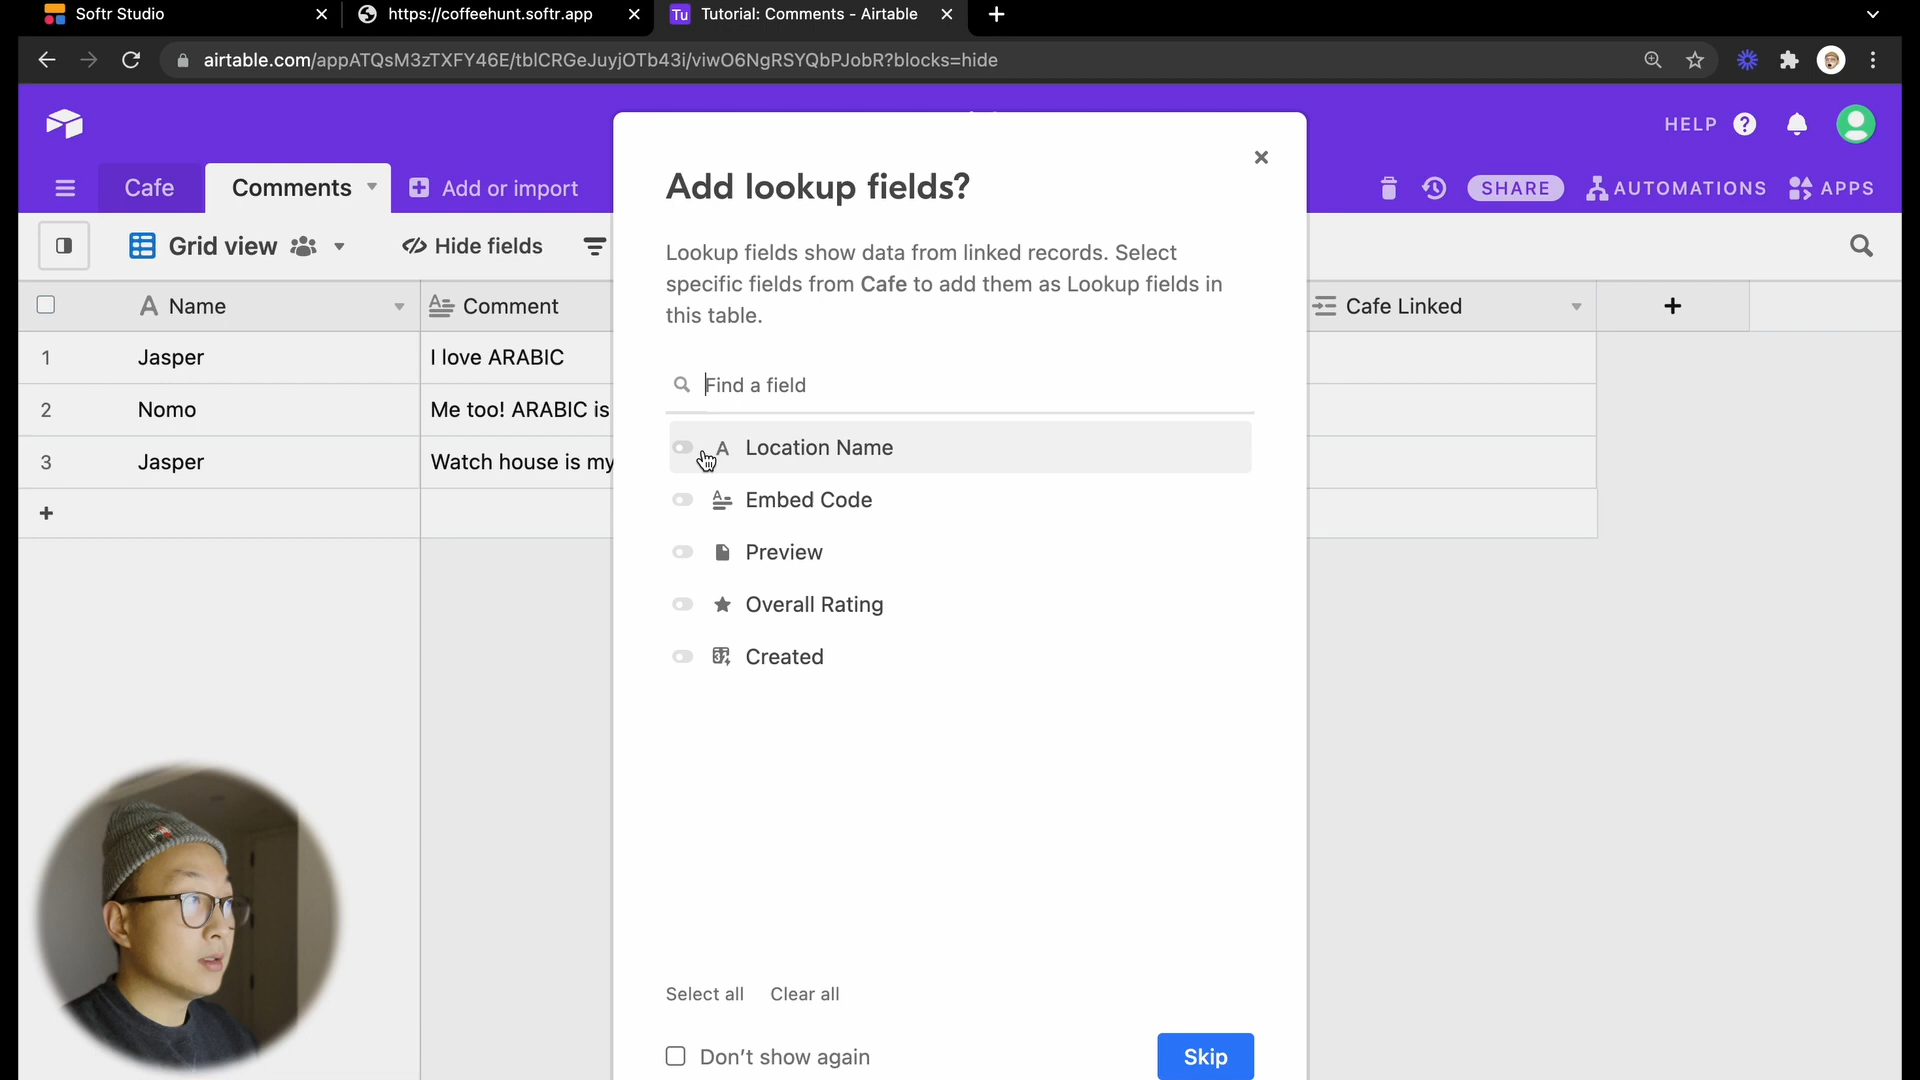 Softr Studio
https://coffeehunt.softr.app
Tu Tutorial: Comments - Airtable
airtable.com/appATQsM3zTXFY46E/tblCRGeJuyjOTb43i/viwO6NgRSYQbPJobR?blocks=hide
HELP
Cafe
Comments
Add or import
SHARE
AUTOMATIONS
APPS
Grid view
Hide fields
Name
Comment
Cafe Linked
1 Jasper I love ARABIC
2 Nomo Me too! ARABIC is
3 Jasper Watch house is my
Add lookup fields?
Lookup fields show data from linked records. Select
specific fields from Cafe to add them as Lookup fields in
this table.
Find a field
Location Name
Embed Code
Preview
Overall Rating
Created
Select all Clear all
Don't show again
Skip